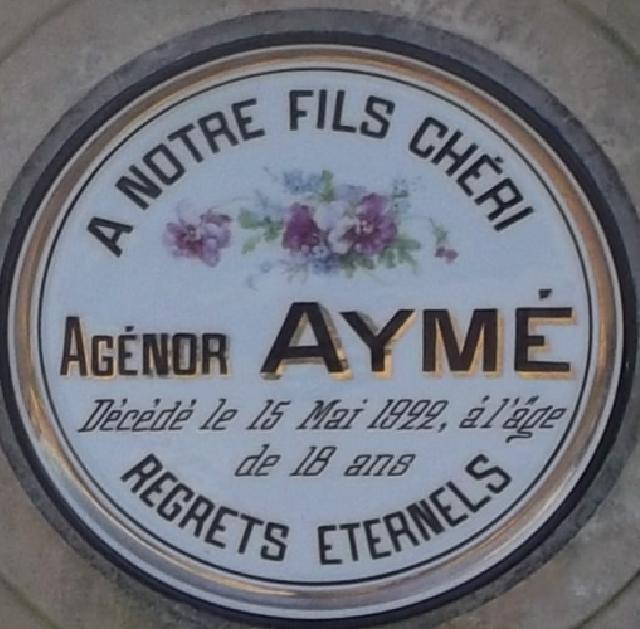 A NOTRE FILS CHÉRI
AGÉNOR AYMÉ
Décédé le 15 Mai 1922, à l'âge
de 18 ans
REGRETS ETERNELS